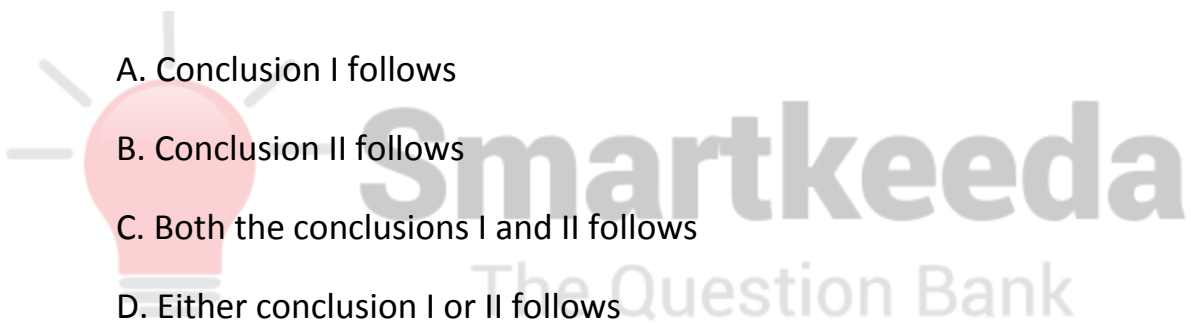 A. Conclusion I follows
B. Conclusion II follows
C. Both the conclusions I and II follows
D. Either conclusion I or II follows
Smartkeeda
The Question Bank